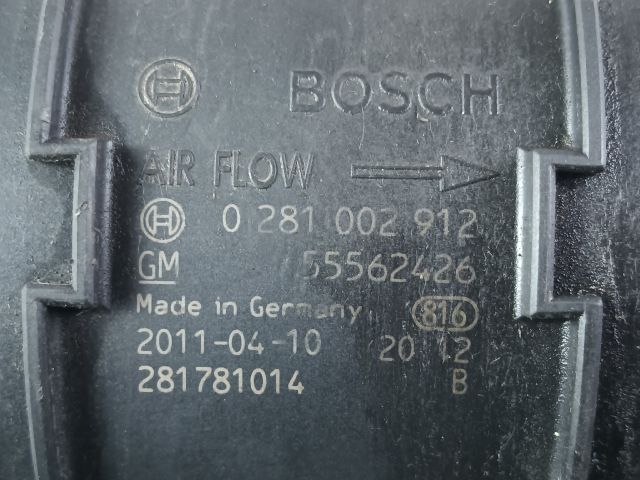 BOSCH
AIR FLOW
0 281 002 912
GM 55562426
Made in Germany 816
2011-04-10 20 12
281781014 B